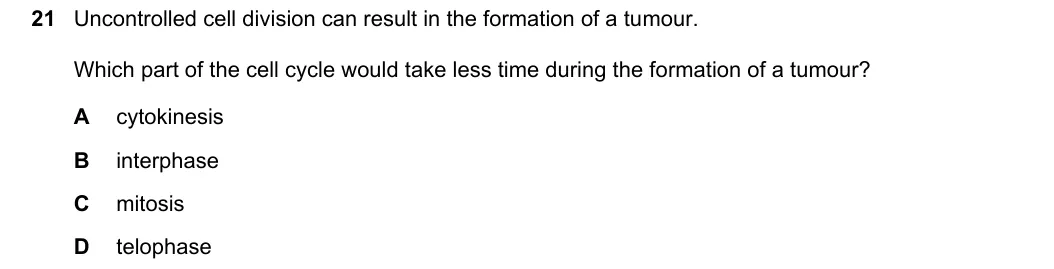 21 Uncontrolled cell division can result in the formation of a tumour.
Which part of the cell cycle would take less time during the formation of a tumour?
A cytokinesis
B interphase
C mitosis
D telophase